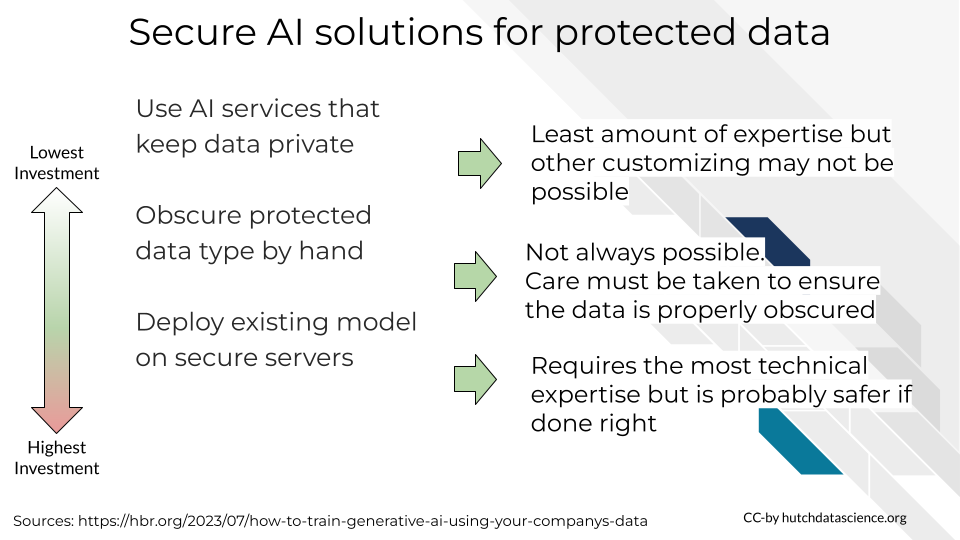 Secure AI solutions for protected data
Lowest
Investment
Highest
Investment
Use AI services that
keep data private
Least amount of expertise but
other customizing may not be
possible
Obscure protected
data type by hand
Not always possible.
Care must be taken to ensure
the data is properly obscured
Deploy existing model
on secure servers
Requires the most technical
expertise but is probably safer if
done right
Sources: https://hbr.org/2023/07/how-to-train-generative-ai-using-your-companys-data
CC-by hutchdatascience.org